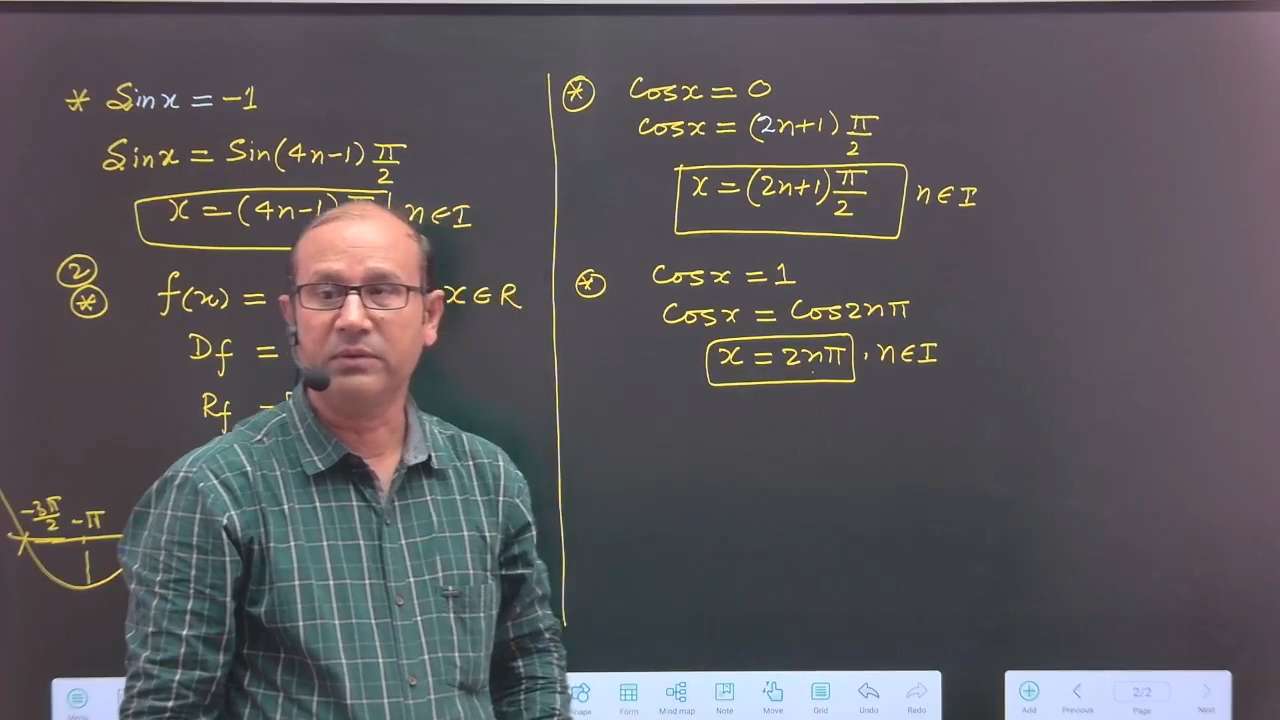 * Sinx = -1
Sinx = Sin(4n-1) π/2
x = (4n-1) n∈I
②
⊛ f(x) = x∈R
Df =
Rf =
-3π/2 -π
⊛ Cosx = 0
Cosx = (2n+1) π/2
x = (2n+1) π/2 n∈I
⊛ Cosx = 1
Cosx = Cos2nπ
x = 2nπ , n∈I
Menu
Form
Mind map
Note
Move
Grid
Undo
Redo
Add
Previous
2/2
Page
Next